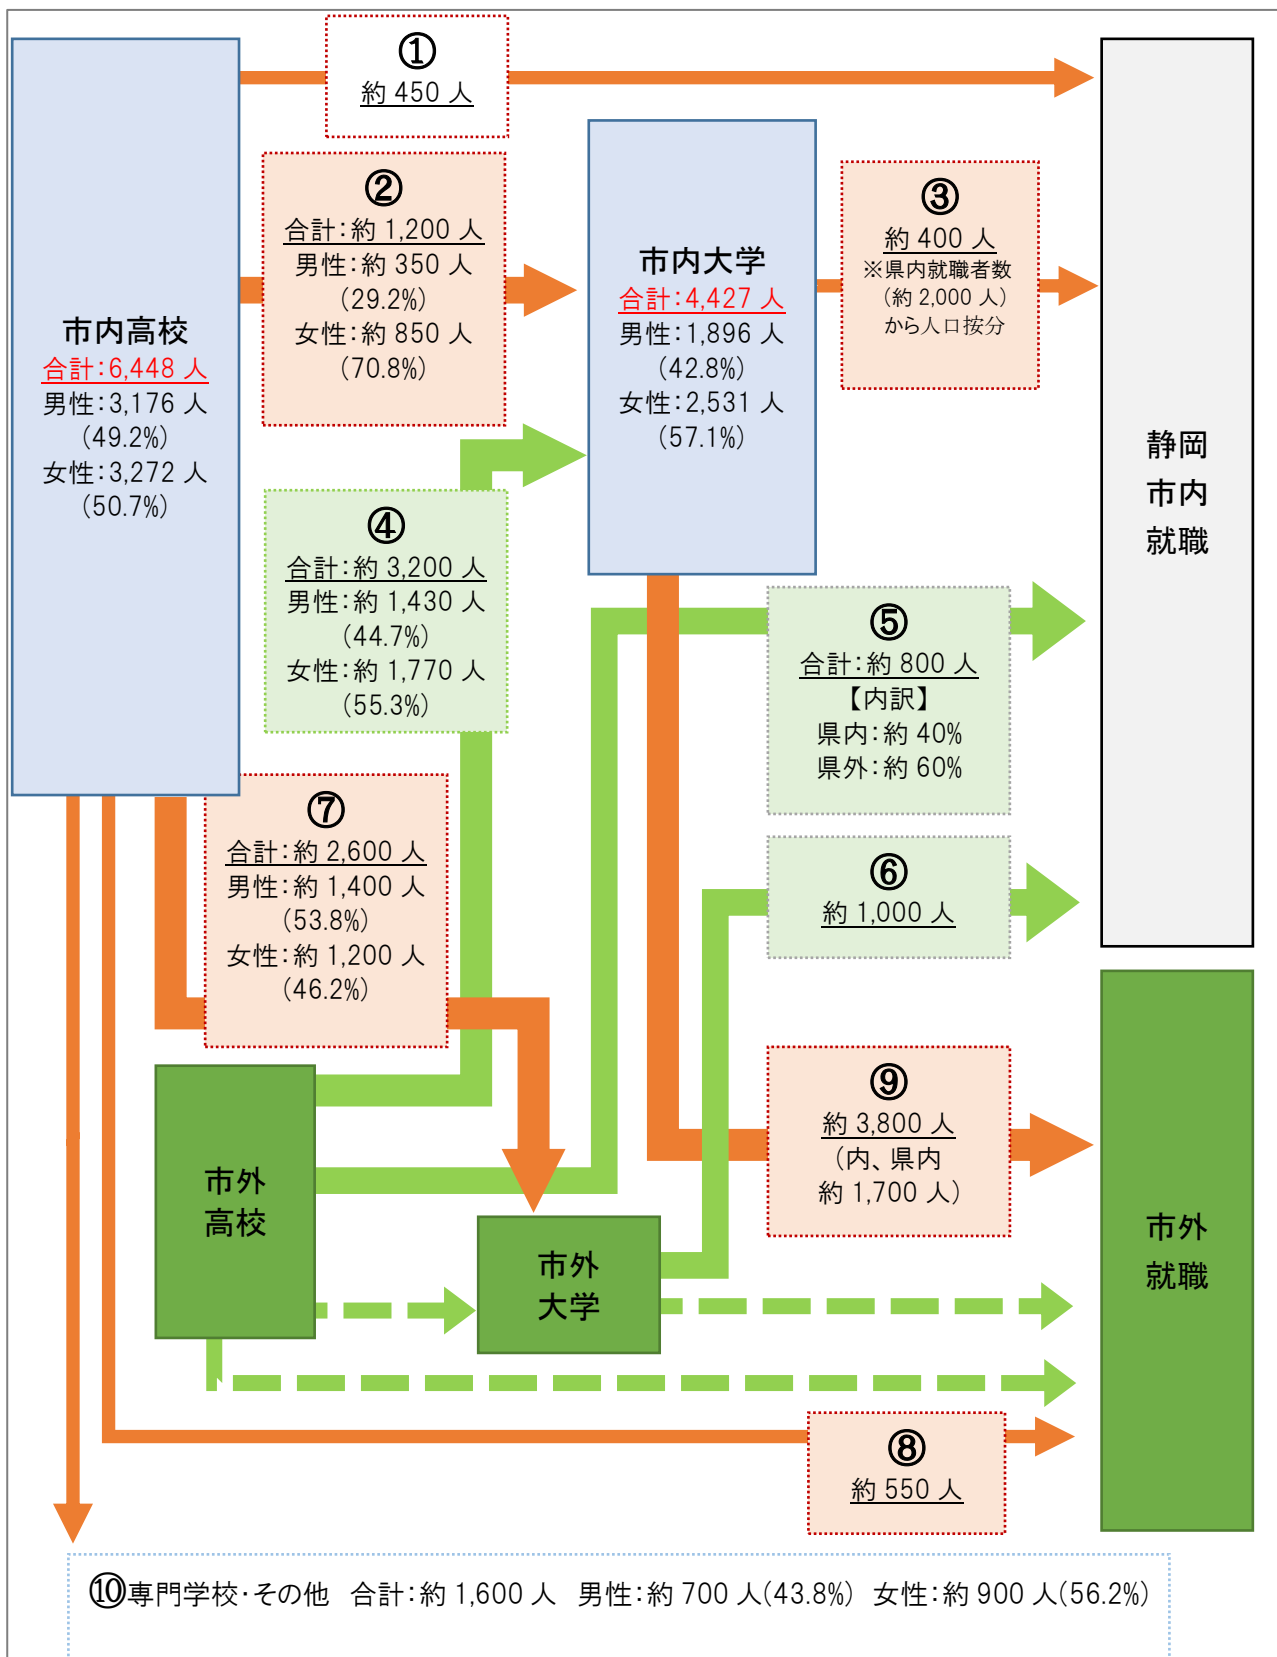 ①
約 450 人
②
合計：約 1,200 人
男性：約 350 人
(29.2%)
女性：約 850 人
(70.8%)
③
約 400 人
※県内就職者数
(約 2,000 人)
から人口按分
市内高校
合計：6,448 人
男性：3,176 人
(49.2%)
女性：3,272 人
(50.7%)
市内大学
合計：4,427 人
男性：1,896 人
(42.8%)
女性：2,531 人
(57.1%)
静岡
市内
就職
④
合計：約 3,200 人
男性：約 1,430 人
(44.7%)
女性：約 1,770 人
(55.3%)
⑤
合計：約 800 人
【内訳】
県内：約 40%
県外：約 60%
⑥
約 1,000 人
⑦
合計：約 2,600 人
男性：約 1,400 人
(53.8%)
女性：約 1,200 人
(46.2%)
⑨
約 3,800 人
(内、県内
約 1,700 人)
市外
高校
市外
大学
市外
就職
⑧
約 550 人
⑩専門学校・その他 合計：約 1,600 人 男性：約 700 人(43.8%) 女性：約 900 人(56.2%)